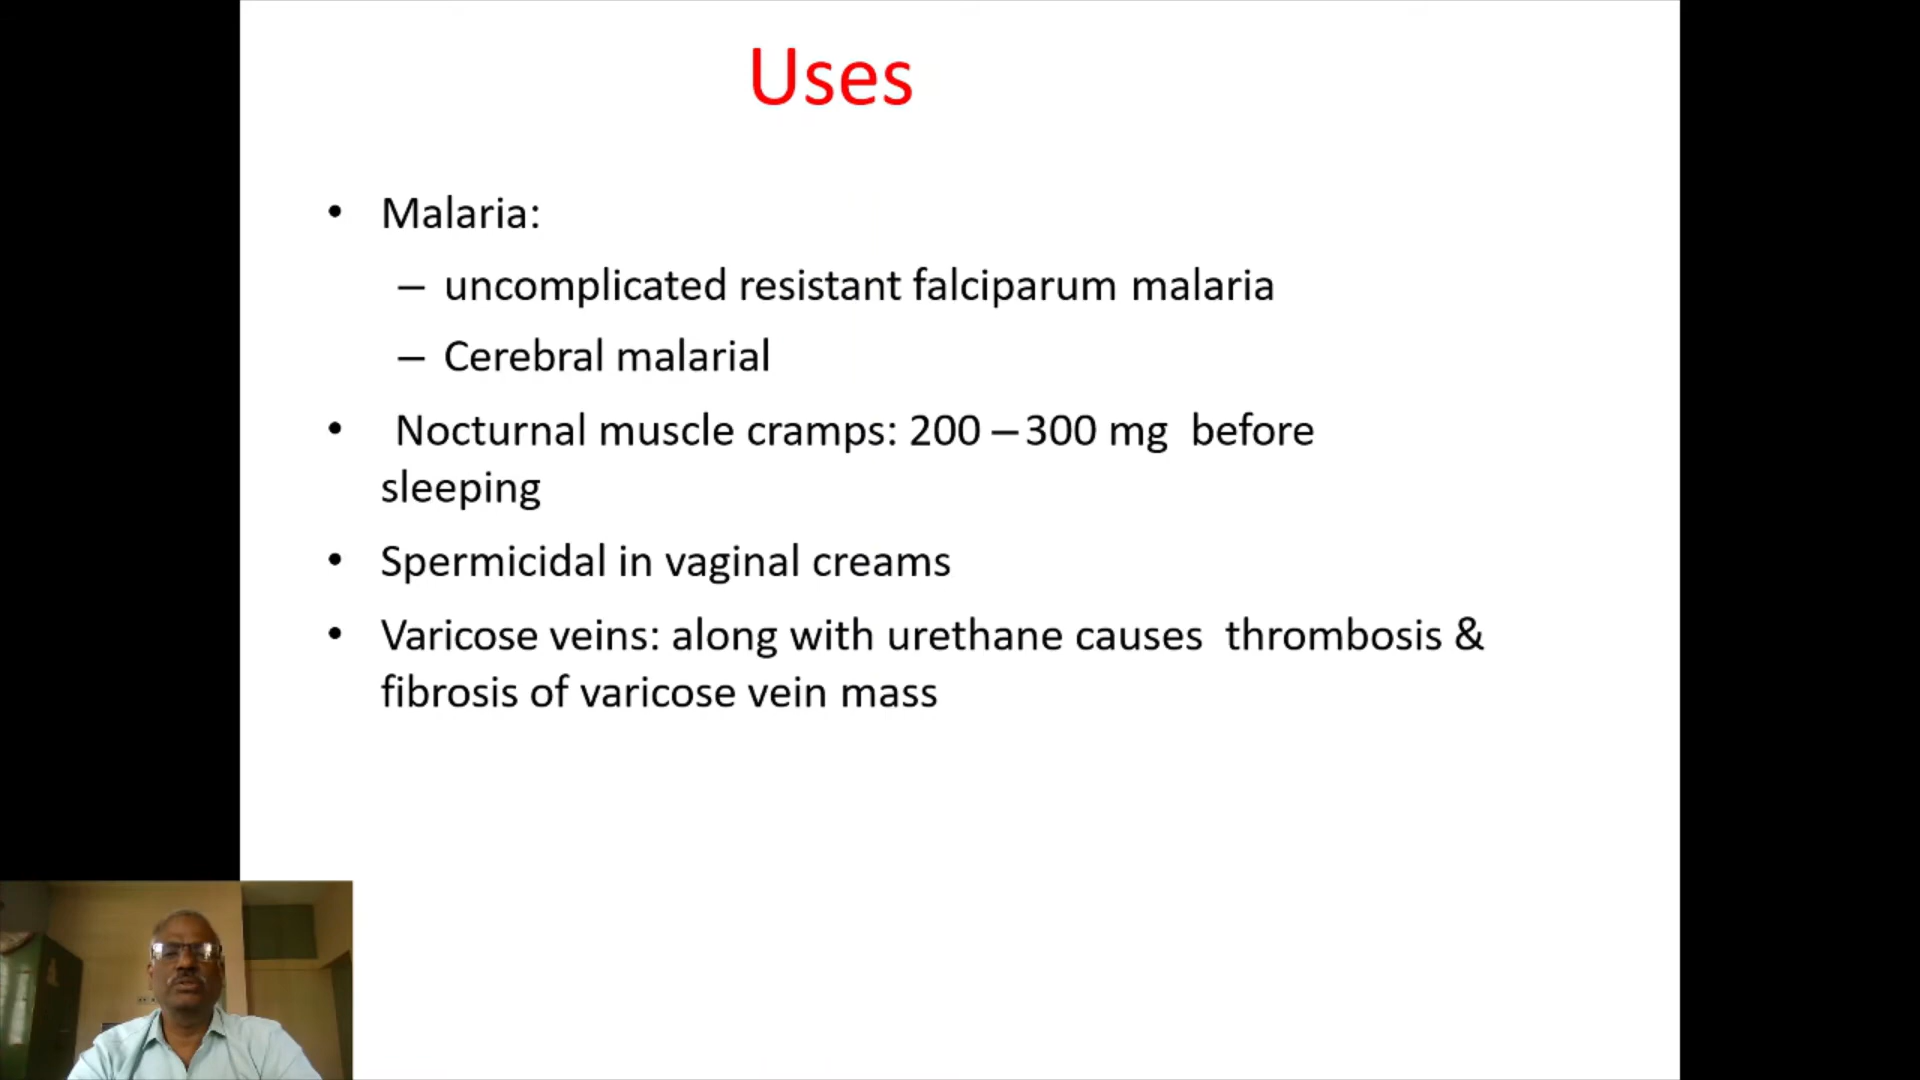 Uses
• Malaria:
– uncomplicated resistant falciparum malaria
– Cerebral malarial
• Nocturnal muscle cramps: 200 – 300 mg before
sleeping
• Spermicidal in vaginal creams
• Varicose veins: along with urethane causes thrombosis &
fibrosis of varicose vein mass